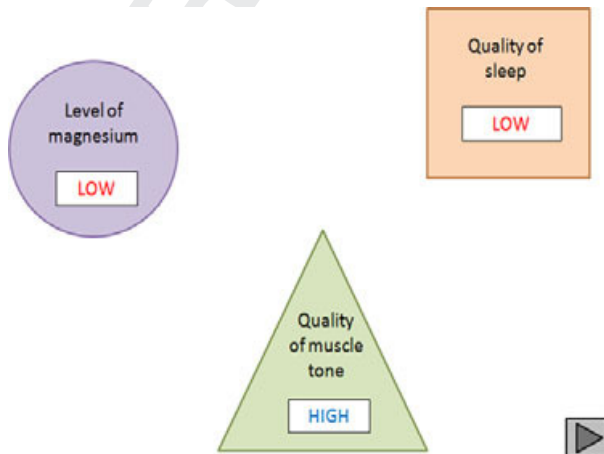 Level of
magnesium
LOW
Quality of
sleep
LOW
Quality
of muscle
tone
HIGH